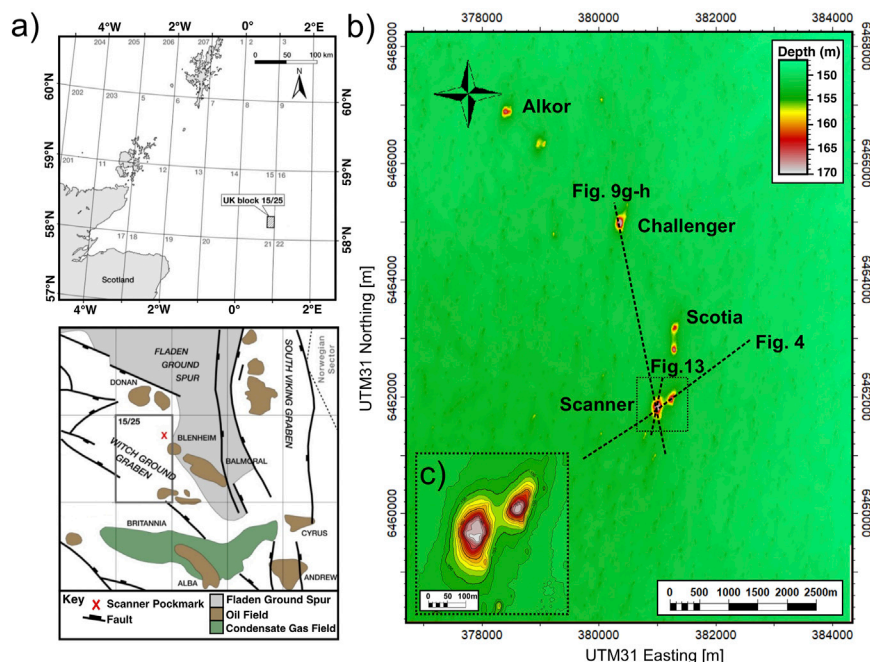 a)
4°W 2°W 0° 2°E
204 206 207 1 2 3
0 50 100 km
N
60°N 60°N
202 203 5 6 7 8 9
59°N 59°N
201 11 12 13 14 15 16
UK block 15/25
58°N 58°N
17 18 19 20 21 22
Scotland
57°N 57°N
4°W 2°W 0° 2°E
FLADEN
GROUND
SPUR
SOUTH VIKING GRABEN
Norwegian
Sector
DONAN
15/25
X
BLENHEIM
WITCH GROUND
GRABEN
BALMORAL
BRITANNIA
CYRUS
ALBA
ANDREW
Key
X Scanner Pockmark
Fault
Fladen Ground Spur
Oil Field
Condensate Gas Field
b)
378000 380000 382000 384000
6468000 6468000
6466000 6466000
6464000 6464000
6462000 6462000
6460000 6460000
UTM31 Northing [m]
Depth (m)
150
155
160
165
170
Alkor
Fig. 9g-h
Challenger
Scotia
Fig. 4
Fig.13
Scanner
c)
0 50 100m
0 500 1000 1500 2000 2500m
378000 380000 382000 384000
UTM31 Easting [m]